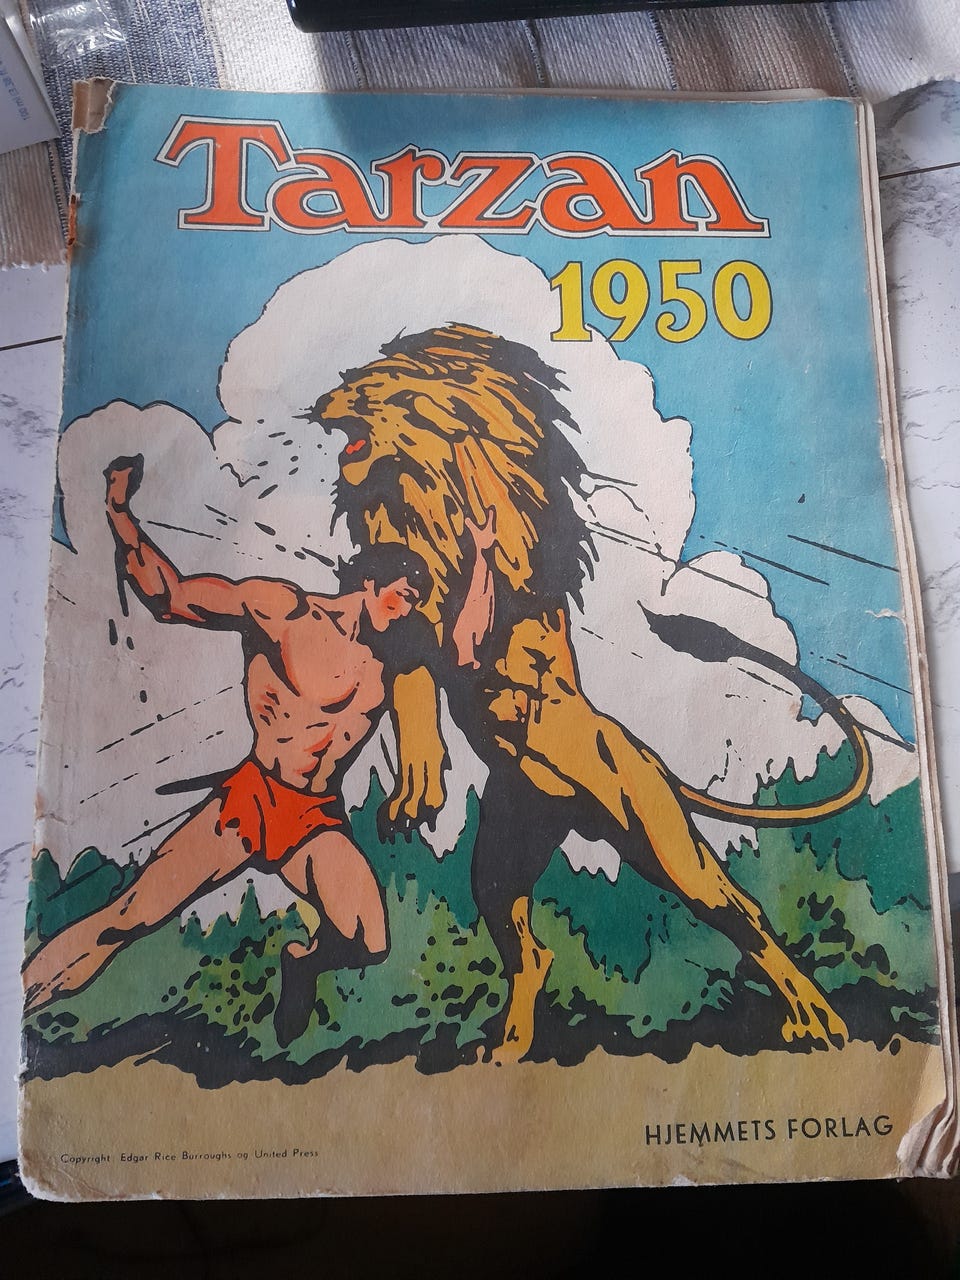 Tarzan
1950
HJEMMETS FORLAG
Copyright: Edgar Rice Burroughs og United Press